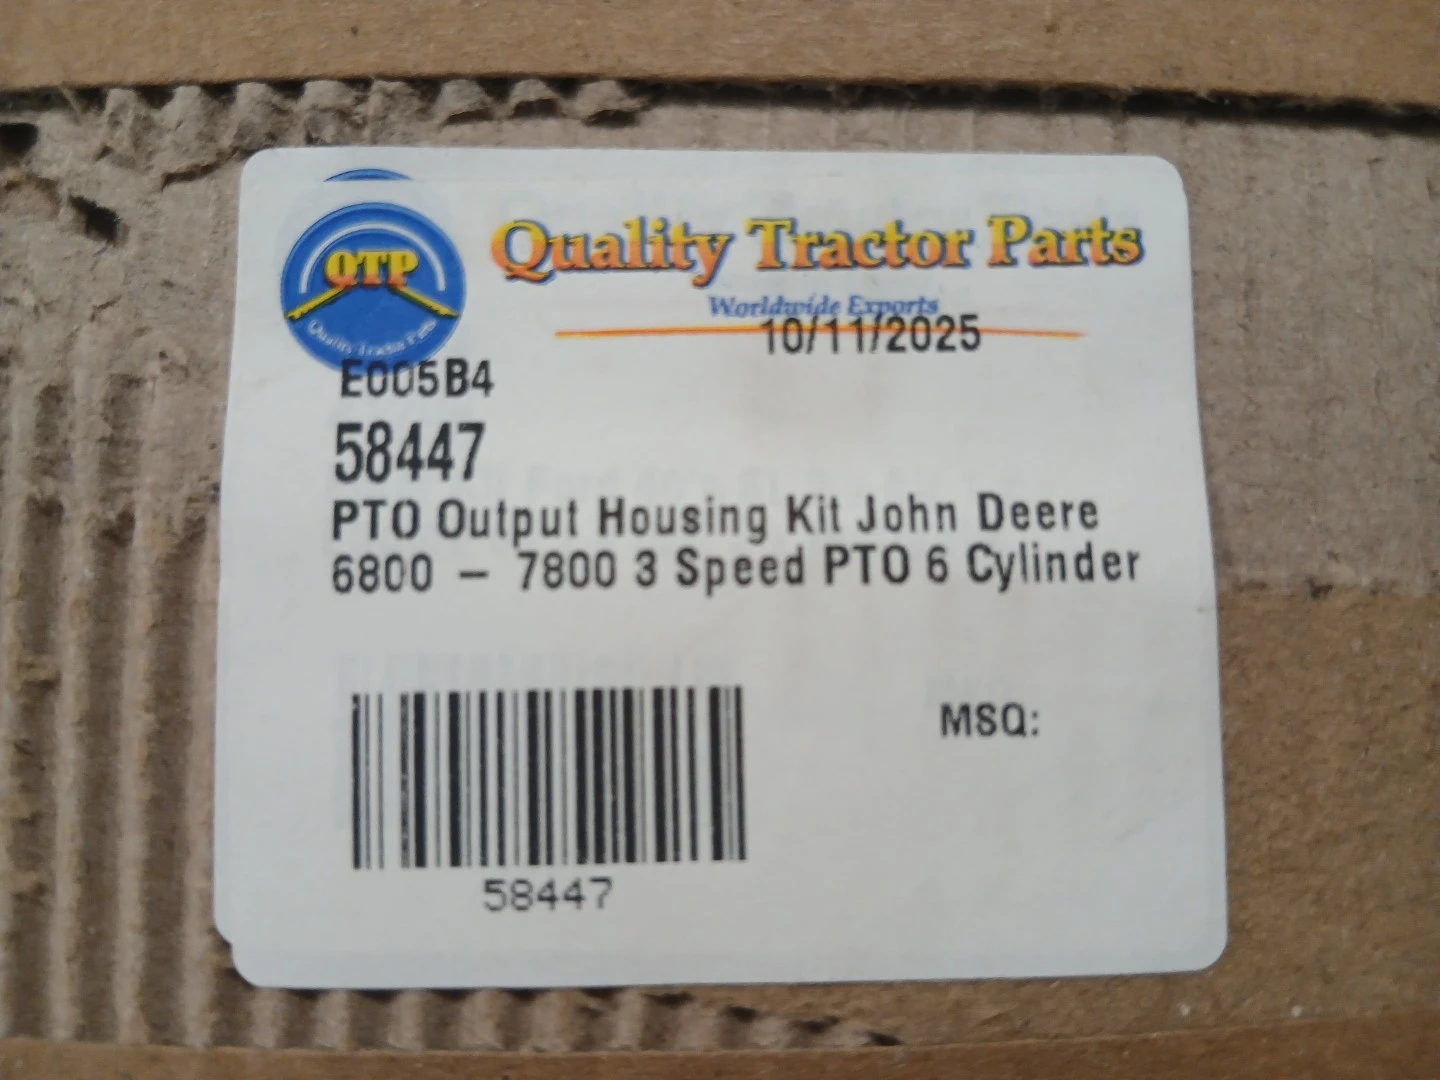 QTP
Quality Tractor Parts
Quality Tractor Parts
Worldwide Exports
10/11/2025
E005B4
58447
PTO Output Housing Kit John Deere
6800 – 7800 3 Speed PTO 6 Cylinder
MSQ:
58447